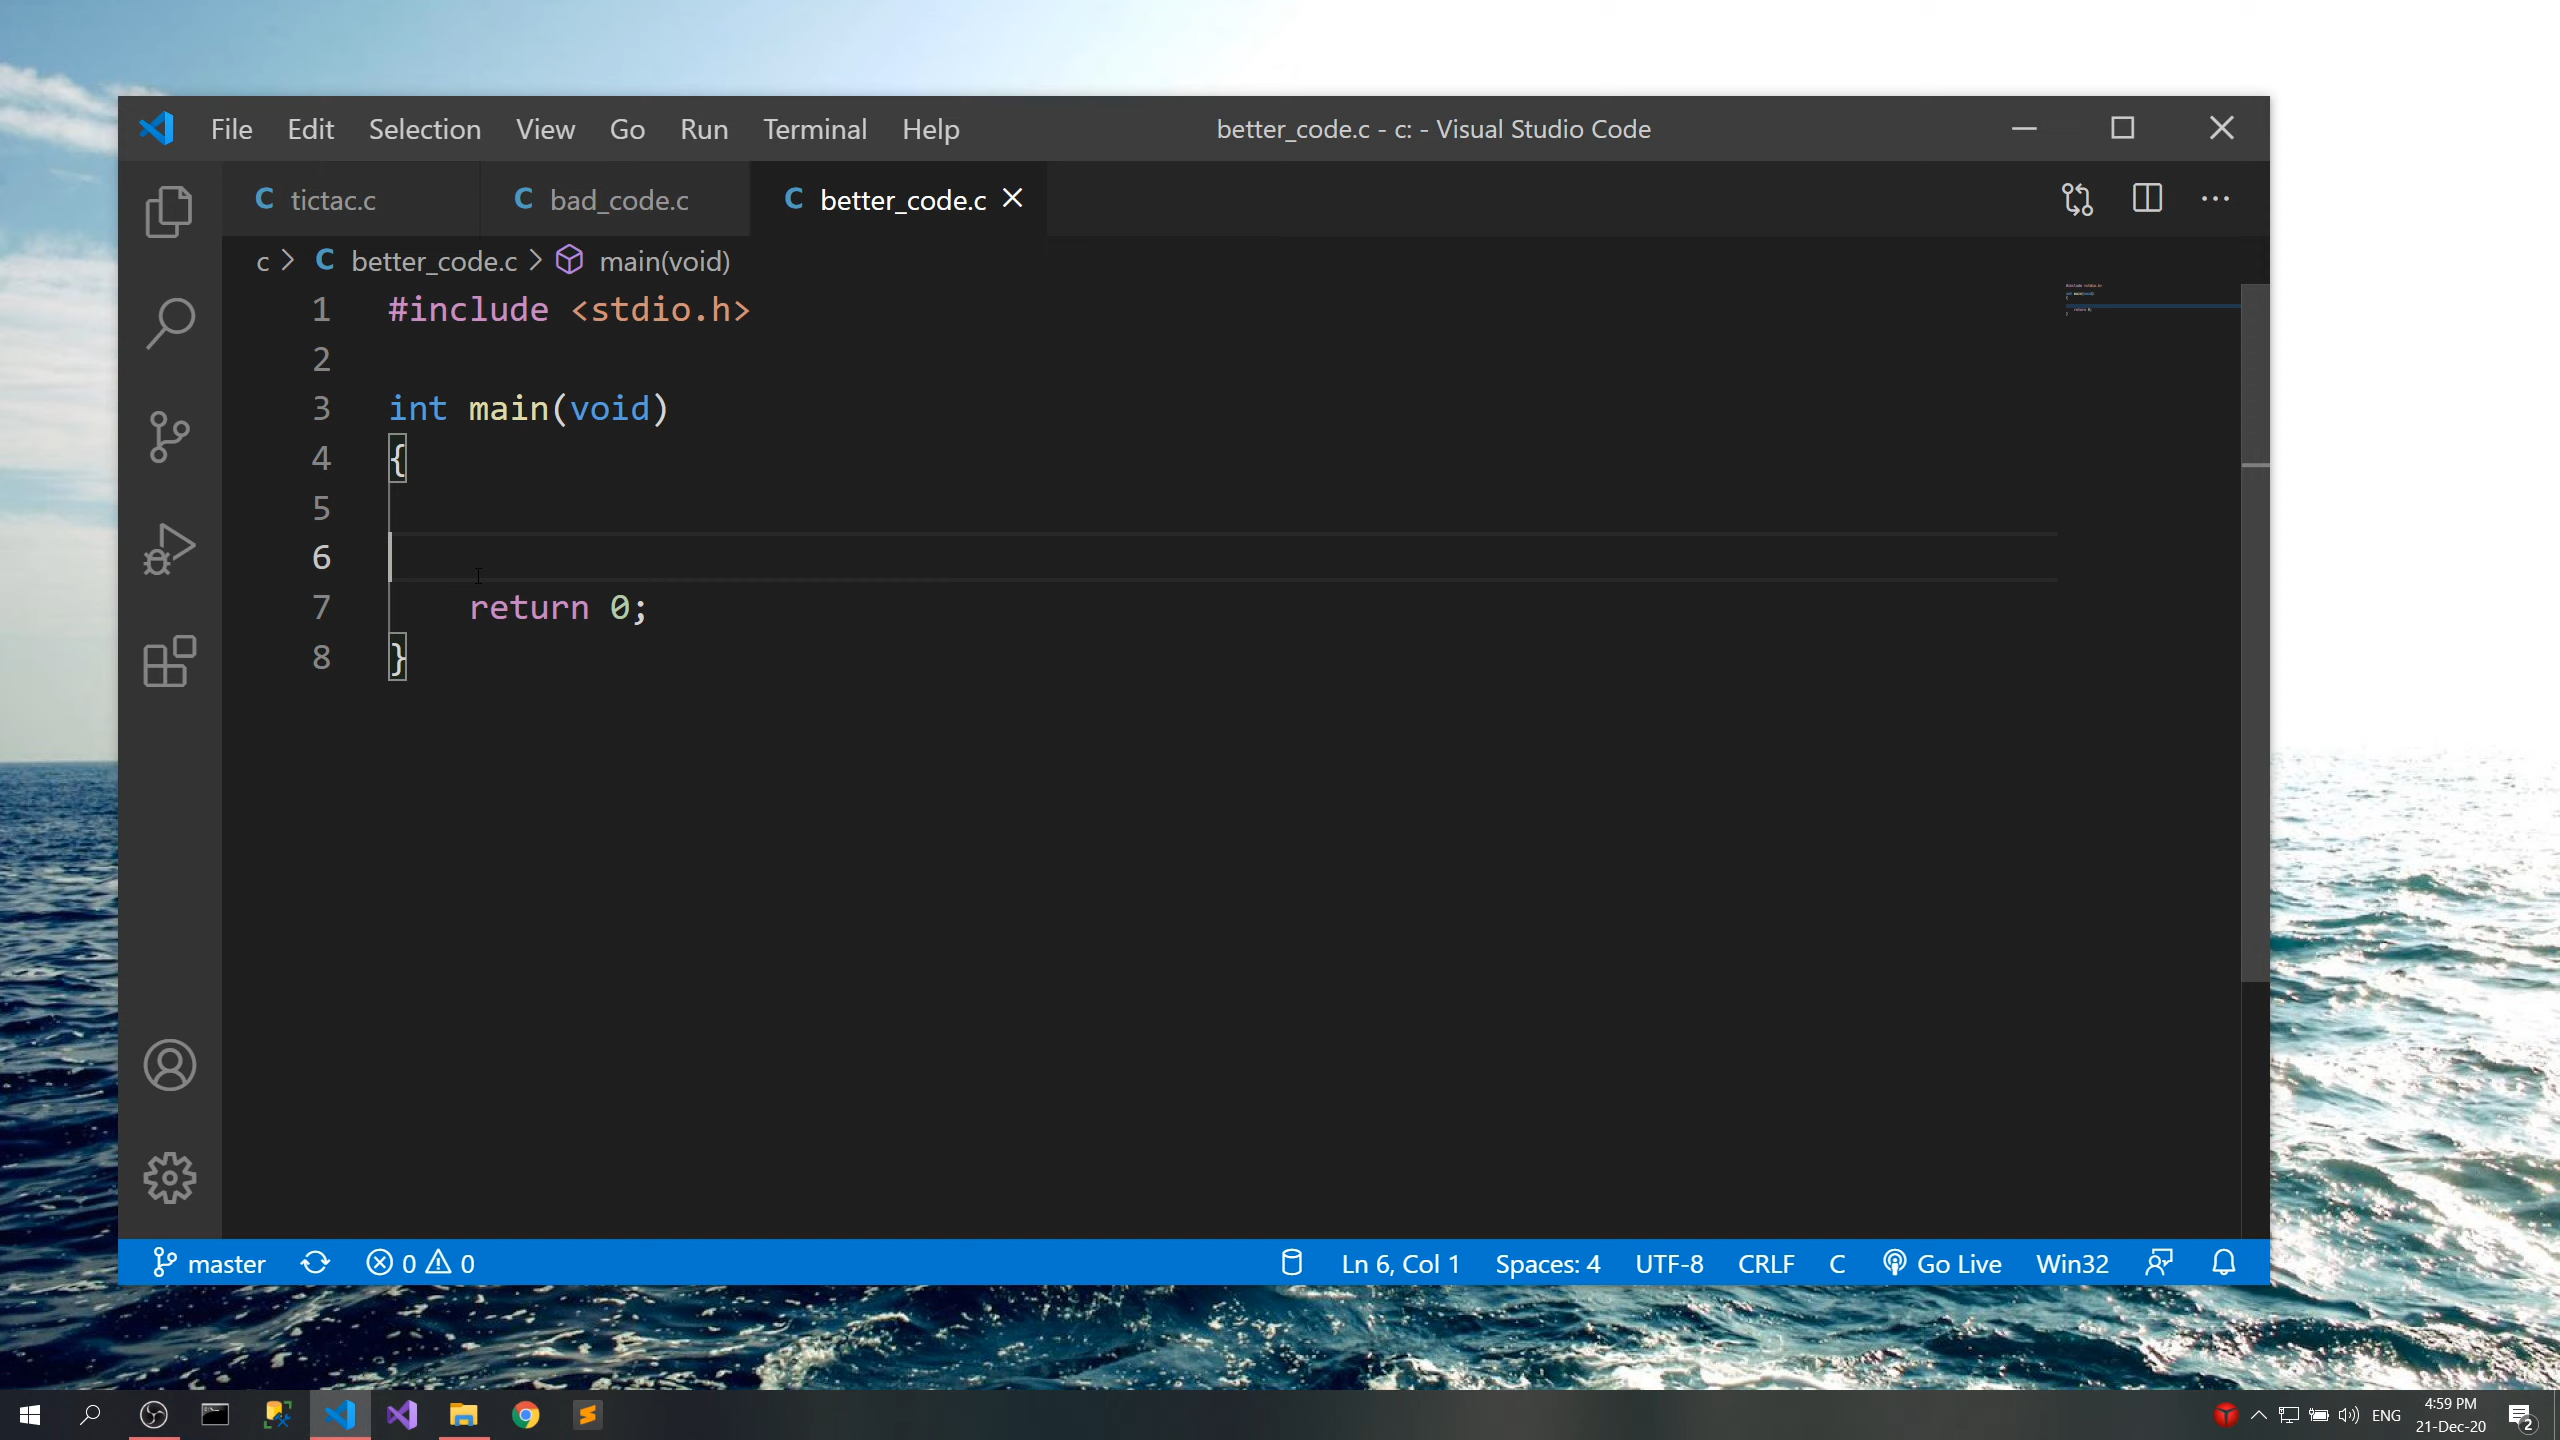 File Edit Selection View Go Run Terminal Help better_code.c - c: - Visual Studio Code
C tictac.c C bad_code.c C better_code.c
c > C better_code.c > main(void)
1 #include <stdio.h>
2
3 int main(void)
4 {
5
6
7 return 0;
8 }
master 0 0 Ln 6, Col 1 Spaces: 4 UTF-8 CRLF C Go Live Win32
ENG 4:59 PM
21-Dec-20 2